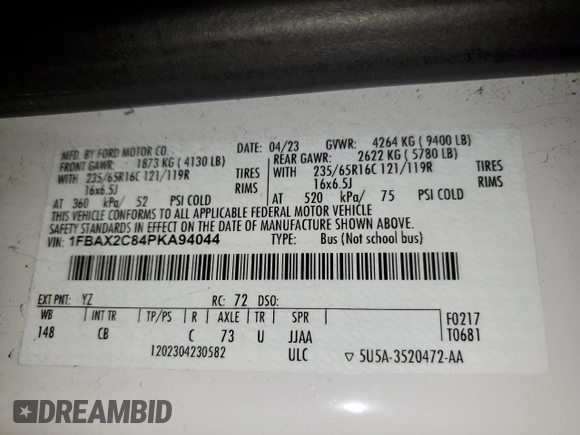 MFD. BY FORD MOTOR CO. DATE: 04/23 GVWR: 4264 KG ( 9400 LB)
FRONT GAWR: 1873 KG ( 4130 LB) REAR GAWR: 2622 KG ( 5780 LB)
WITH 235/65R16C 121/119R TIRES WITH 235/65R16C 121/119R TIRES
16x6.5J RIMS 16x6.5J RIMS
AT 360 kPa/ 52 PSI COLD AT 520 kPa/ 75 PSI COLD
THIS VEHICLE CONFORMS TO ALL APPLICABLE FEDERAL MOTOR VEHICLE
SAFETY STANDARDS IN EFFECT ON THE DATE OF MANUFACTURE SHOWN ABOVE.
VIN: 1FBAX2C84PKA94044 TYPE: Bus (Not school bus)
EXT PNT: YZ RC: 72 DSO:
WB INT TR TP/PS R AXLE TR SPR F0217
148 CB C 73 U JJAA T0681
1202304230582 ULC ▽ 5U5A-3520472-AA
DREAMBID